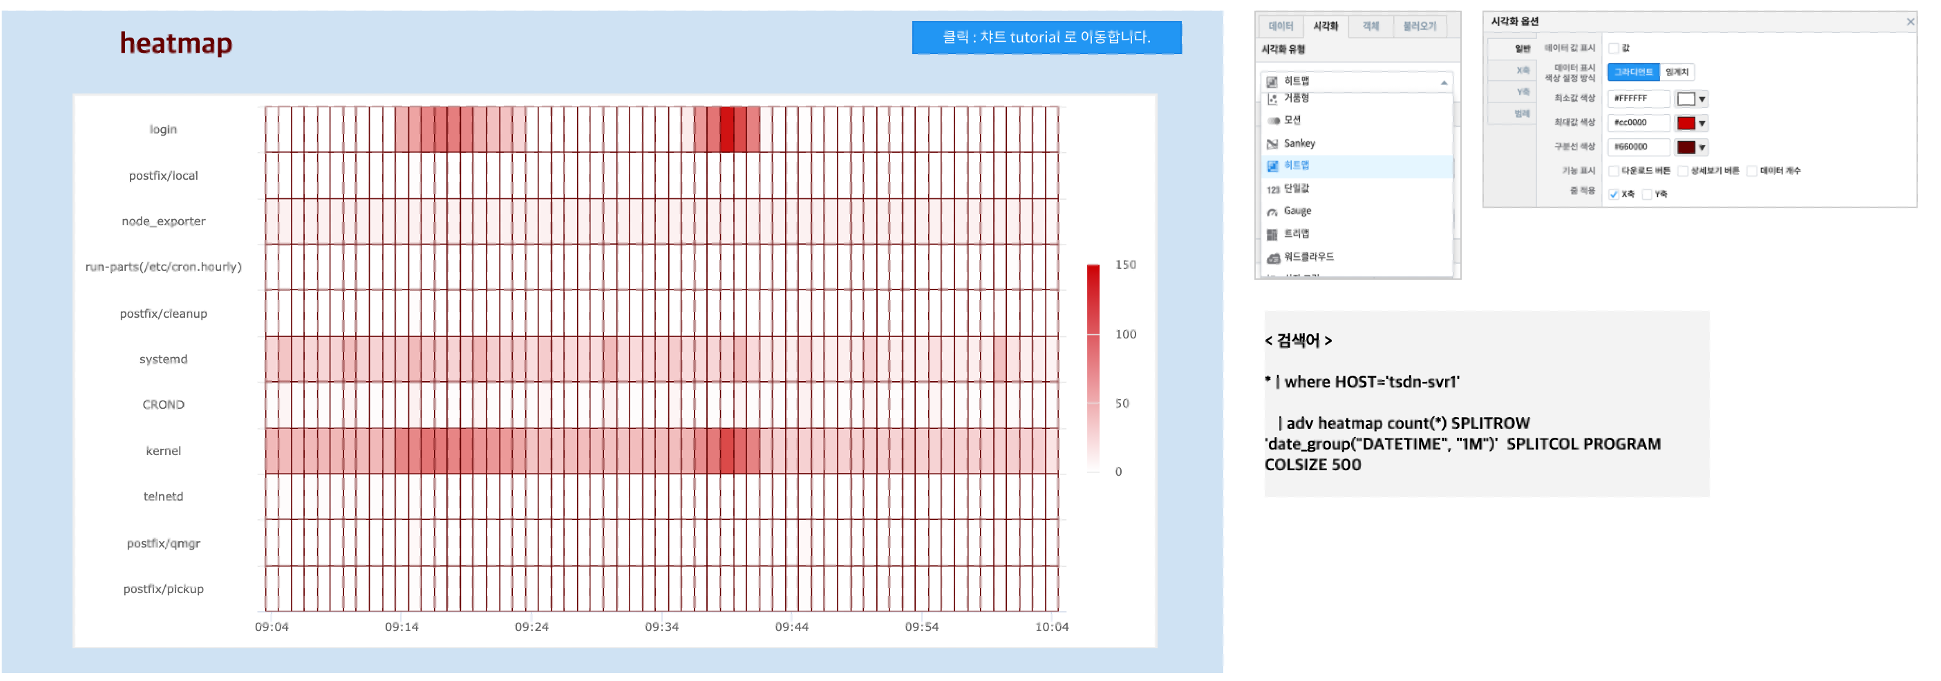 heatmap
클릭 : 챠트 tutorial 로 이동합니다.
login
postfix/local
node_exporter
run-parts(/etc/cron.hourly)
postfix/cleanup
systemd
CROND
kernel
telnetd
postfix/qmgr
postfix/pickup
09:04 09:14 09:24 09:34 09:44 09:54 10:04
150
100
50
0
데이터 시각화 객체 불러오기
시각화 유형
히트맵
거품형
모션
Sankey
히트맵
123 단일값
Gauge
트리맵
워드클라우드
시각화 옵션
일반
X축
Y축
범례
데이터 값 표시 값
데이터 표시
색상 설정 방식 그라디언트 임계치
최소값 색상 #FFFFFF
최대값 색상 #cc0000
구분선 색상 #660000
기능 표시 다운로드 버튼 상세보기 버튼 데이터 개수
줌 적용 X축 Y축
< 검색어 >
* | where HOST='tsdn-svr1'
| adv heatmap count(*) SPLITROW
'date_group("DATETIME", "1M")' SPLITCOL PROGRAM
COLSIZE 500